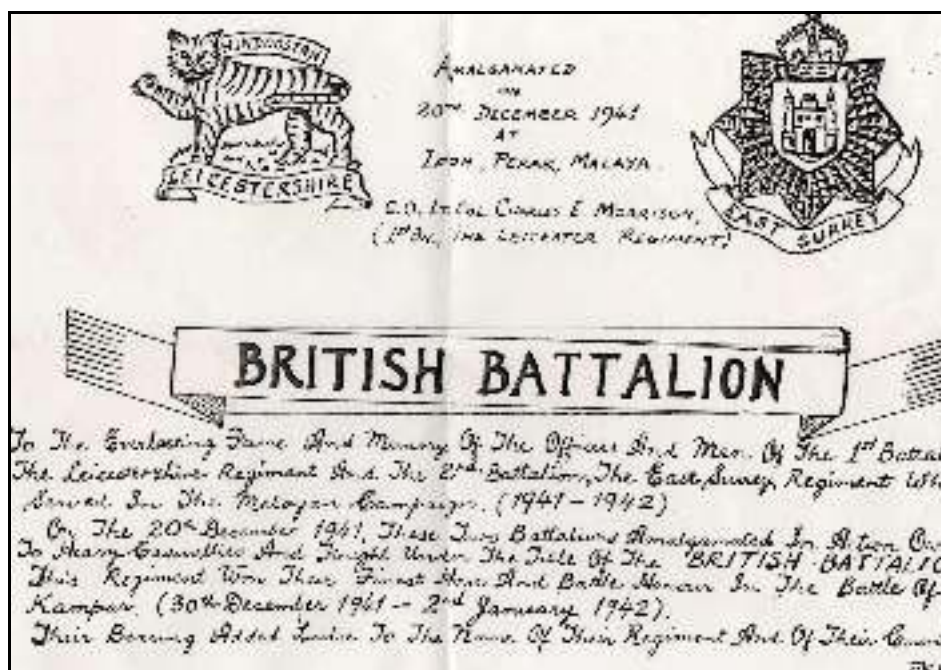 HINDOOSTAN
LEICESTERSHIRE
AMALGAMATED
ON
20TH DECEMBER 1941
AT
IPOH, PERAK, MALAYA.
C.O. LT. COL CHARLES E. MORRISON,
(1ST BN, THE LEICESTER REGIMENT)
EAST SURREY
BRITISH BATTALION
To The Everlasting Fame And Memory Of The Officers And Men Of The 1st Battal
The Leicestershire Regiment And The 2nd Battalion, The East Surrey Regiment Wh
Served In The Malayan Campaign. (1941 - 1942)
On The 20th December 1941, These Two Battalions Amalgamated In Action
To Heavy Casualties And Fought Under The Title Of The "BRITISH BATTALIO
This Regiment Won Their Finest Hour And Battle Honour In The Battle Of
Kampar. (30th December 1941 - 2nd January 1942).
Their Bearing Added Lustre To The Name Of Their Regiment And Of Their